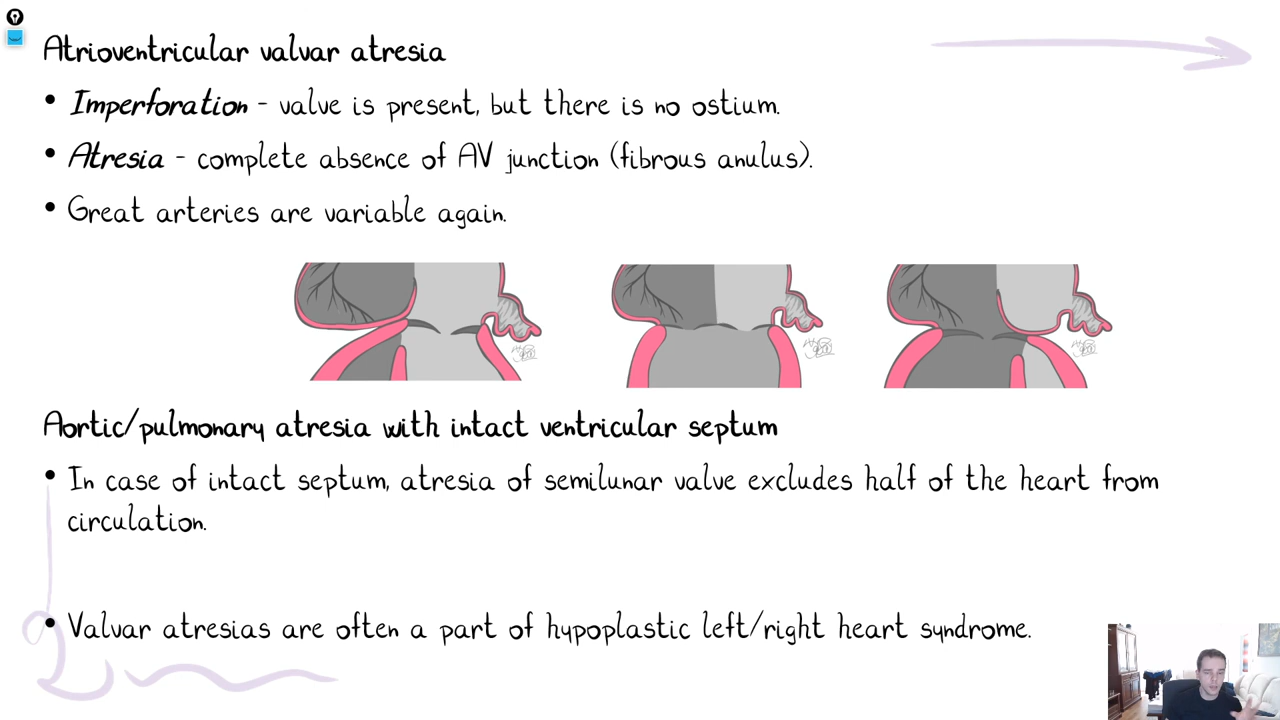 Atrioventricular valvar atresia
• Imperforation - valve is present, but there is no ostium.
• Atresia - complete absence of AV junction (fibrous anulus).
• Great arteries are variable again.
Aortic/pulmonary atresia with intact ventricular septum
• In case of intact septum, atresia of semilunar valve excludes half of the heart from
circulation.
• Valvar atresias are often a part of hypoplastic left/right heart syndrome.